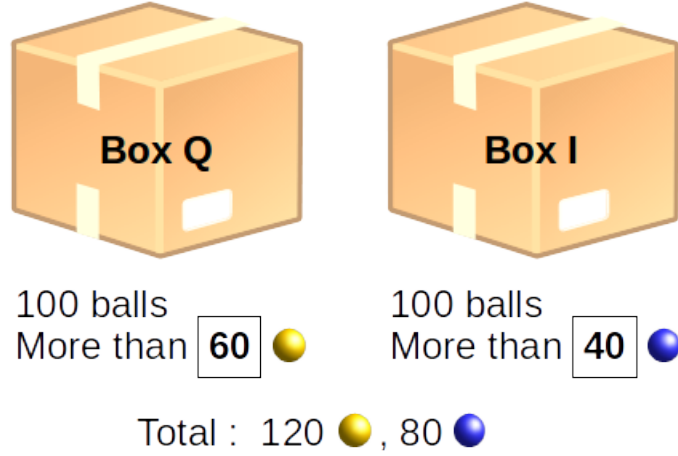 Box Q
Box I
100 balls
More than 60
100 balls
More than 40
Total : 120 , 80